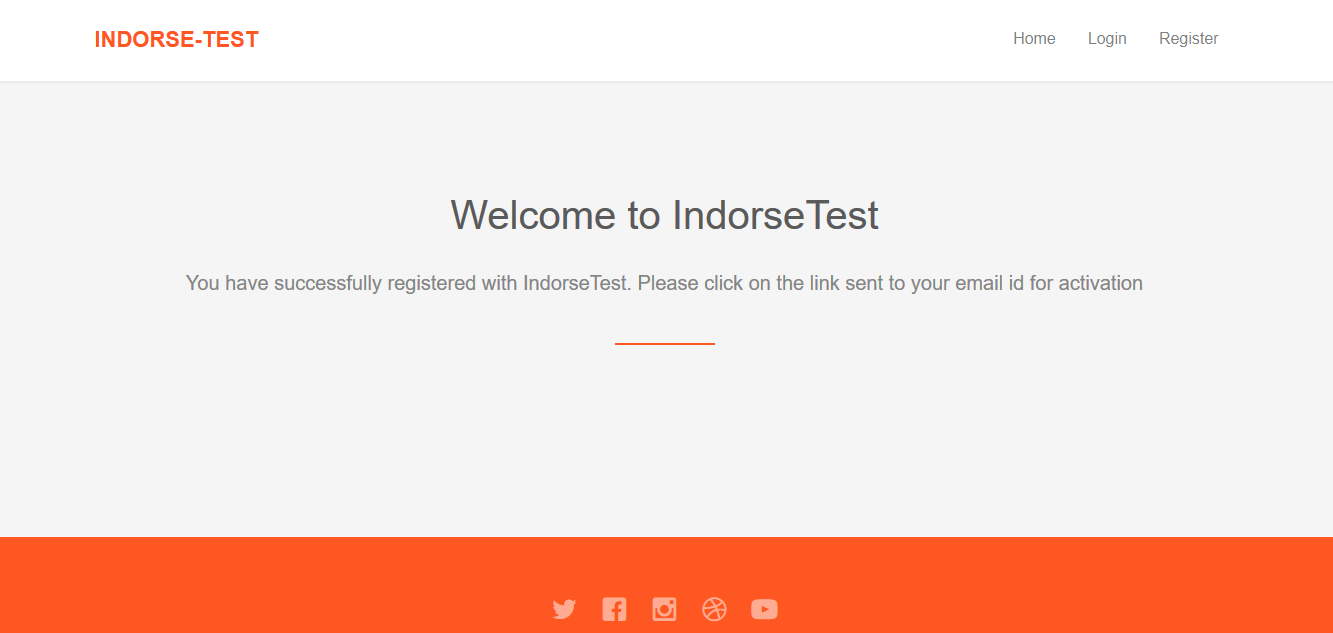 INDORSE-TEST
Home Login Register
Welcome to IndorseTest
You have successfully registered with IndorseTest. Please click on the link sent to your email id for activation